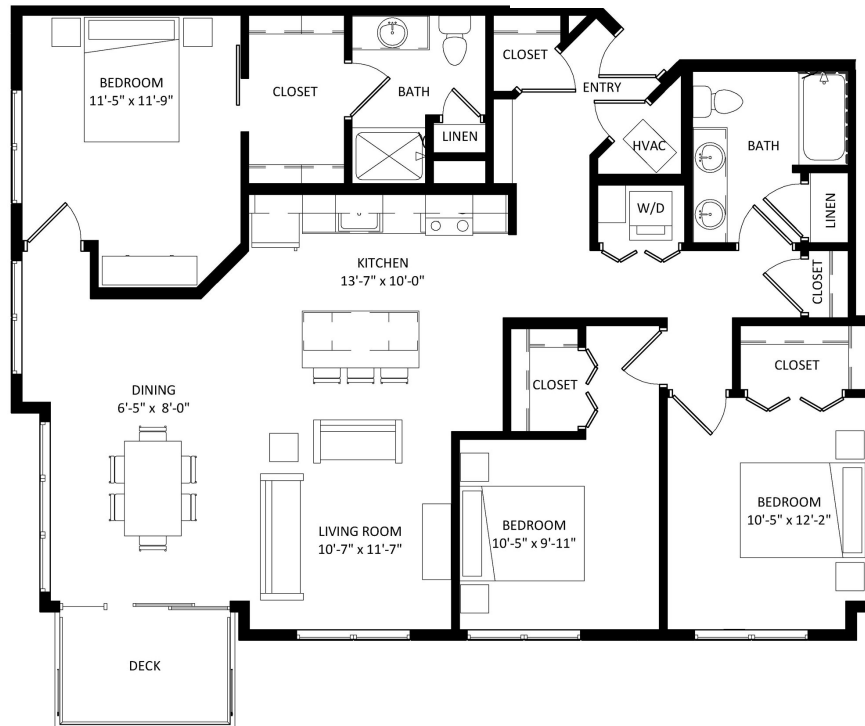 BEDROOM
11'-5" x 11'-9"
CLOSET
BATH
LINEN
CLOSET
ENTRY
HVAC
BATH
LINEN
W/D
CLOSET
KITCHEN
13'-7" x 10'-0"
DINING
6'-5" x 8'-0"
CLOSET
CLOSET
LIVING ROOM
10'-7" x 11'-7"
BEDROOM
10'-5" x 9'-11"
BEDROOM
10'-5" x 12'-2"
DECK